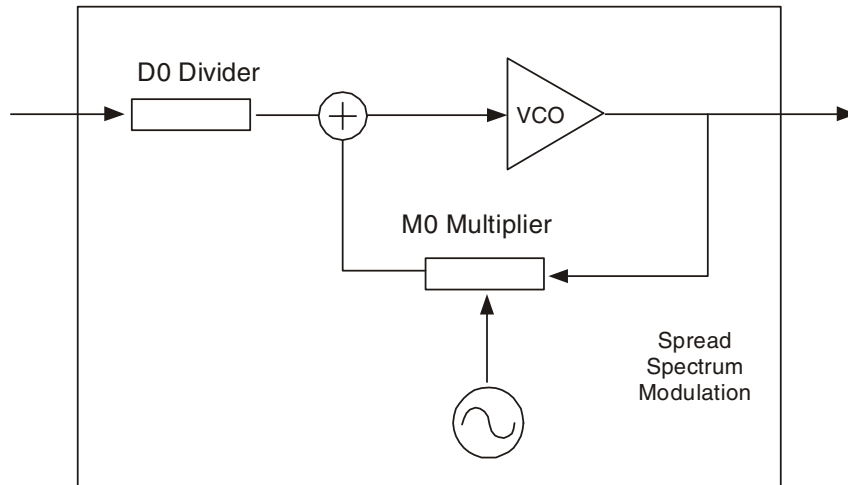 D0 Divider
VCO
M0 Multiplier
Spread
Spectrum
Modulation